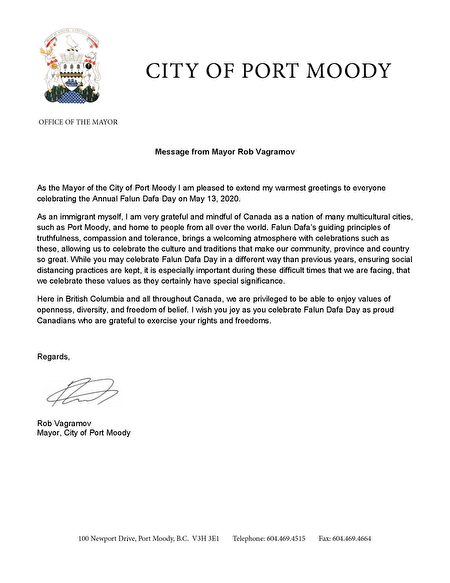 CITY OF PORT MOODY
OFFICE OF THE MAYOR
Message from Mayor Rob Vagramov
As the Mayor of the City of Port Moody I am pleased to extend my warmest greetings to everyone
celebrating the Annual Falun Dafa Day on May 13, 2020.
As an immigrant myself, I am very grateful and mindful of Canada as a nation of many multicultural cities,
such as Port Moody, and home to people from all over the world. Falun Dafa's guiding principles of
truthfulness, compassion and tolerance, brings a welcoming atmosphere with celebrations such as
these, allowing us to celebrate the culture and traditions that make our community, province and country
so great. While you may celebrate Falun Dafa Day in a different way than previous years, ensuring social
distancing practices are kept, it is especially important during these difficult times that we are facing, that
we celebrate these values as they certainly have special significance.
Here in British Columbia and all throughout Canada, we are privileged to be able to enjoy values of
openness, diversity, and freedom of belief. I wish you joy as you celebrate Falun Dafa Day as proud
Canadians who are grateful to exercise your rights and freedoms.
Regards,
Rob Vagramov
Mayor, City of Port Moody
100 Newport Drive, Port Moody, B.C. V3H 3E1 Telephone: 604.469.4515 Fax: 604.469.4664